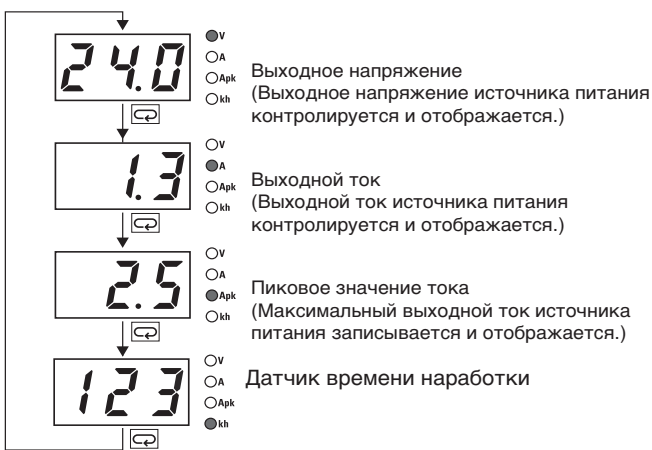 24.0
V
A
Apk
kh
Выходное напряжение
(Выходное напряжение источника питания
контролируется и отображается.)
1.3
V
A
Apk
kh
Выходной ток
(Выходной ток источника питания
контролируется и отображается.)
2.5
V
A
Apk
kh
Пиковое значение тока
(Максимальный выходной ток источника
питания записывается и отображается.)
123
V
A
Apk
kh
Датчик времени наработки